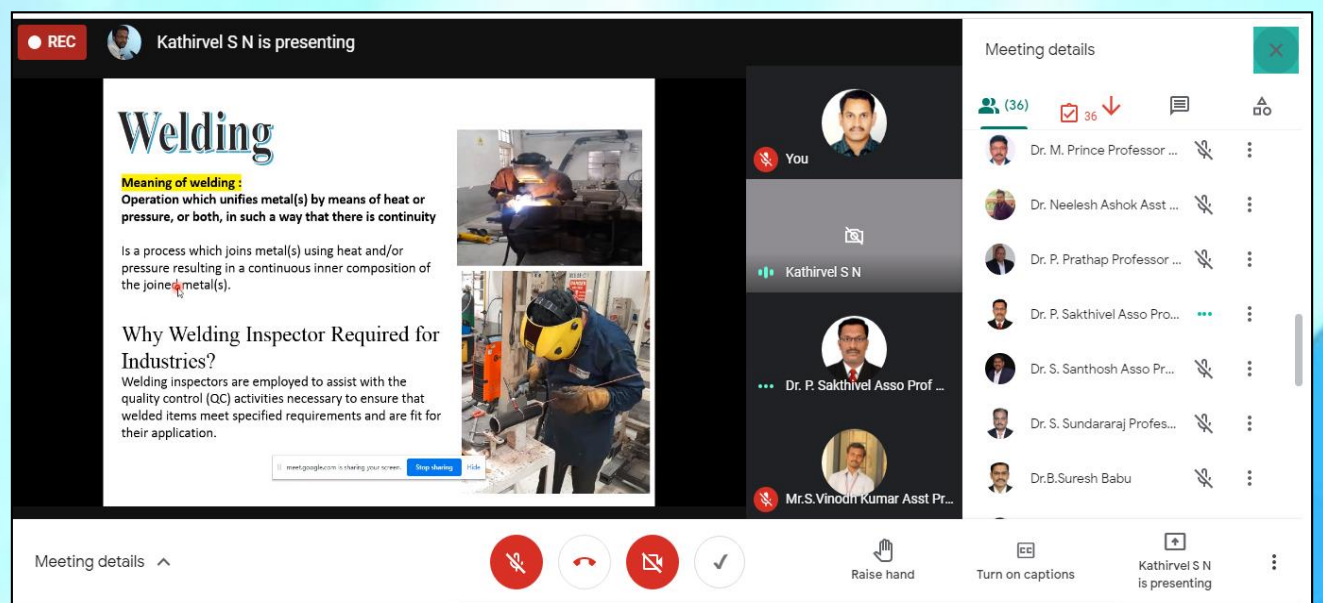 REC
Kathirvel S N is presenting
Welding
Meaning of welding :
Operation which unifies metal(s) by means of heat or
pressure, or both, in such a way that there is continuity
Is a process which joins metal(s) using heat and/or
pressure resulting in a continuous inner composition of
the joined metal(s).
Why Welding Inspector Required for
Industries?
Welding inspectors are employed to assist with the
quality control (QC) activities necessary to ensure that
welded items meet specified requirements and are fit for
their application.
meet.google.com is sharing your screen. Stop sharing Hide
You
Kathirvel S N
Dr. P. Sakthivel Asso Prof ...
Mr.S.Vinodh Kumar Asst Pr...
Meeting details
(36)
36
Dr. M. Prince Professor ...
Dr. Neelesh Ashok Asst ...
Dr. P. Prathap Professor ...
Dr. P. Sakthivel Asso Pro...
Dr. S. Santhosh Asso Pr...
Dr. S. Sundararaj Profes...
Dr.B.Suresh Babu
Meeting details
Raise hand
CC
Turn on captions
Kathirvel S N
is presenting